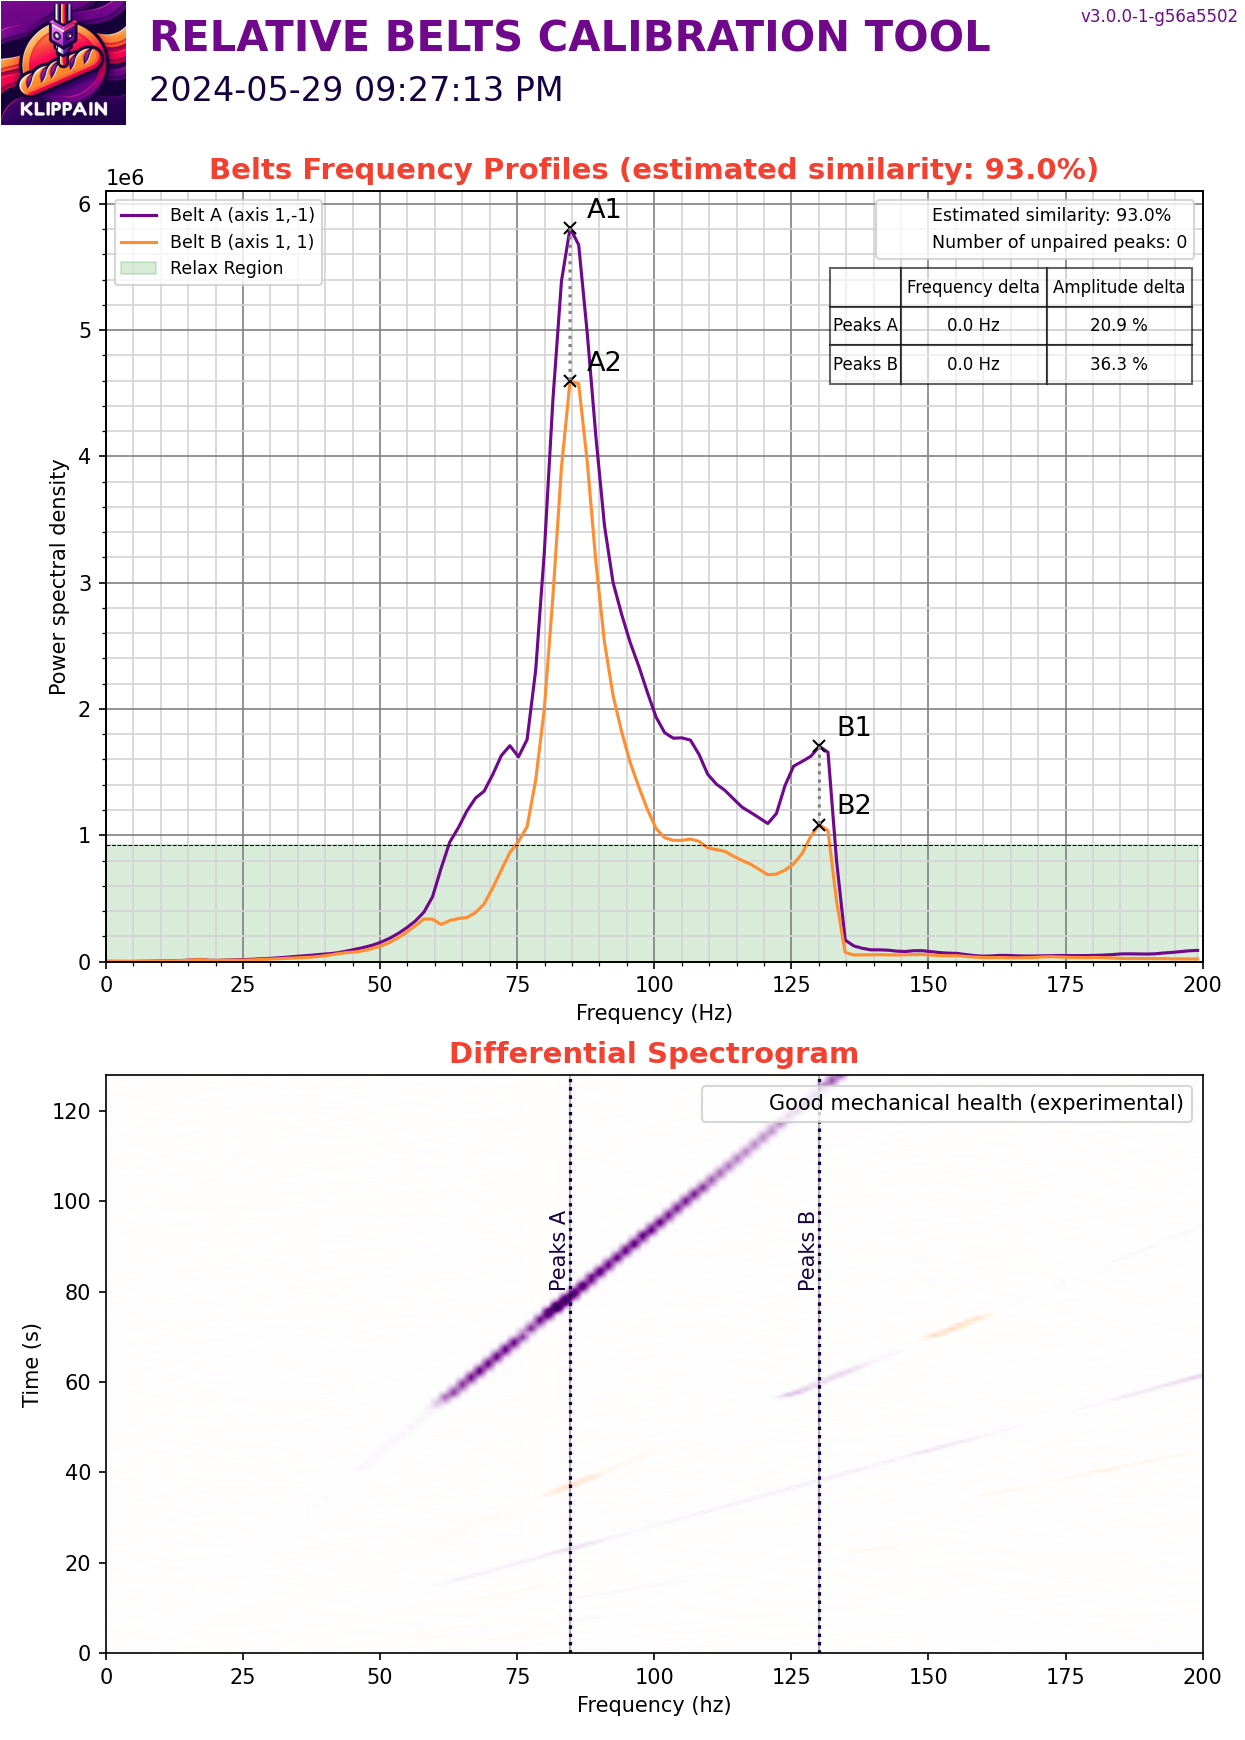 v3.0.0-1-g56a5502
RELATIVE BELTS CALIBRATION TOOL
2024-05-29 09:27:13 PM
KLIPPAIN
Belts Frequency Profiles (estimated similarity: 93.0%)
1e6
Belt A (axis 1,-1)
Belt B (axis 1, 1)
Relax Region
Estimated similarity: 93.0%
Number of unpaired peaks: 0
Frequency delta Amplitude delta
Peaks A 0.0 Hz 20.9 %
Peaks B 0.0 Hz 36.3 %
A1
A2
B1
B2
Power spectral density
6
5
4
3
2
1
0
0 25 50 75 100 125 150 175 200
Frequency (Hz)
Differential Spectrogram
Good mechanical health (experimental)
Peaks A
Peaks B
Time (s)
120
100
80
60
40
20
0
0 25 50 75 100 125 150 175 200
Frequency (hz)